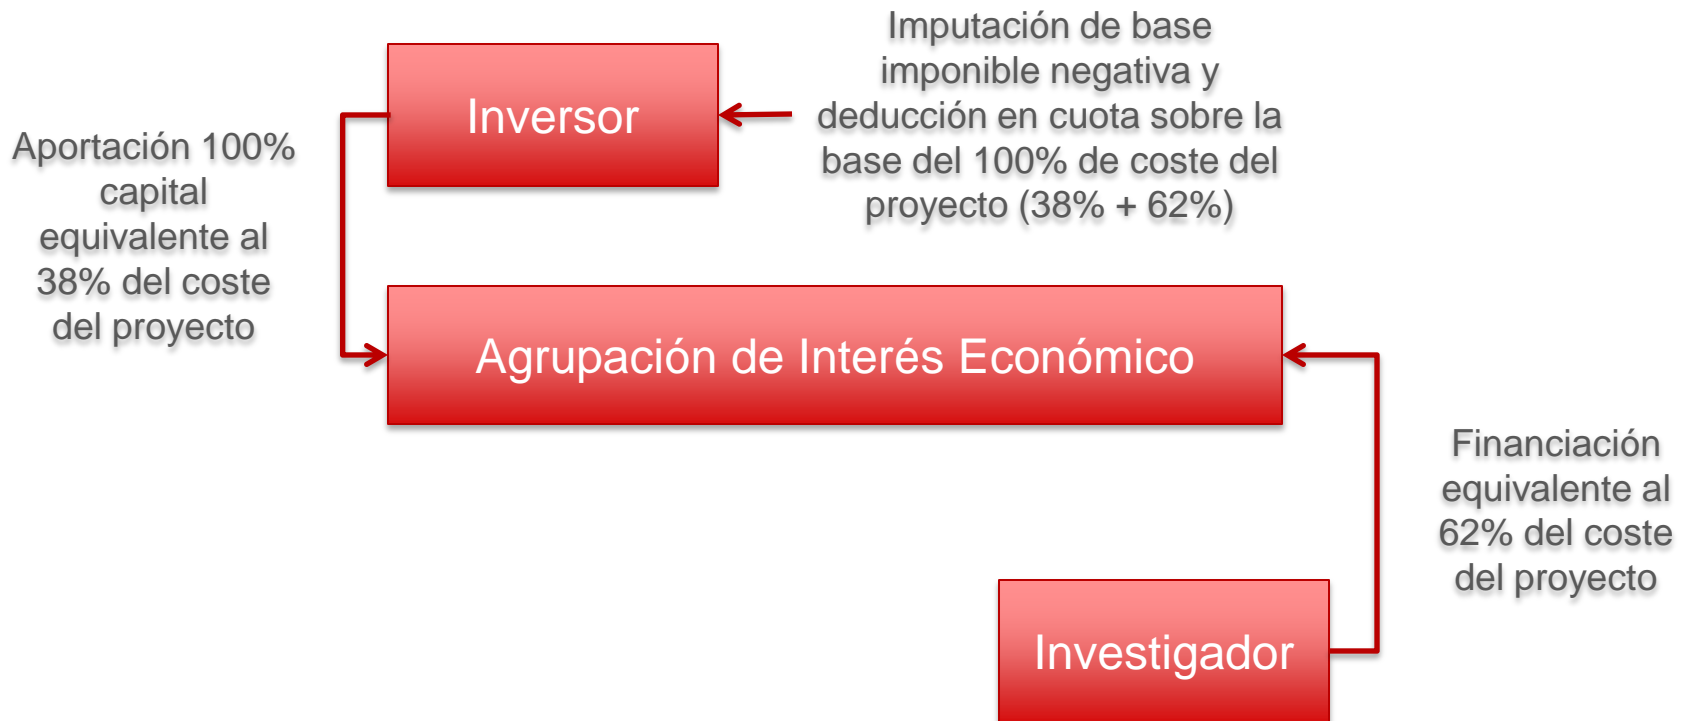 Imputación de base
imponible negativa y
deducción en cuota sobre la
base del 100% de coste del
proyecto (38% + 62%)
Inversor
Aportación 100%
capital
equivalente al
38% del coste
del proyecto
Agrupación de Interés Económico
Financiación
equivalente al
62% del coste
del proyecto
Investigador